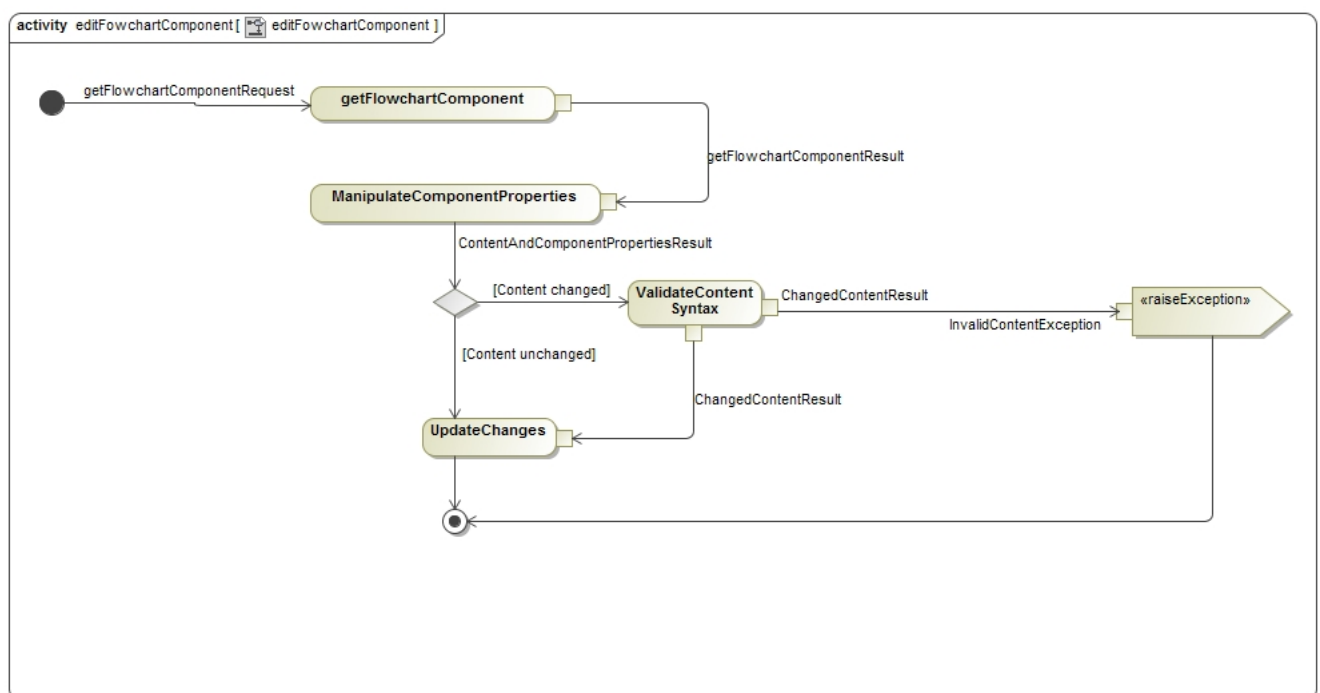 activity editFowchartComponent[ editFowchartComponent ]
getFlowchartComponentRequest
getFlowchartComponent
getFlowchartComponentResult
ManipulateComponentProperties
ContentAndComponentPropertiesResult
[Content changed]
ValidateContent
Syntax
ChangedContentResult
InvalidContentException
«raiseException»
[Content unchanged]
ChangedContentResult
UpdateChanges